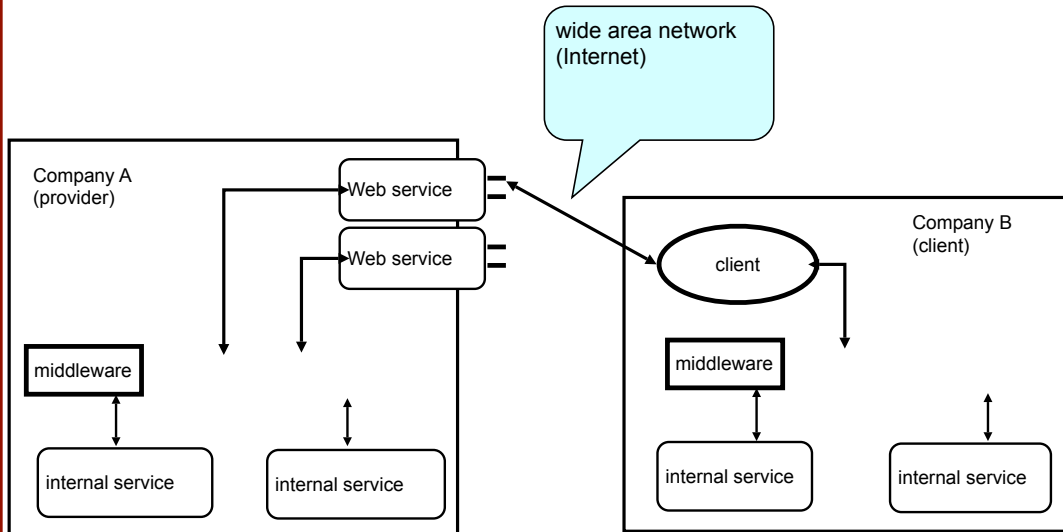 wide area network
(Internet)
Company A
(provider)
Web service
Web service
middleware
internal service
internal service
Company B
(client)
client
middleware
internal service
internal service